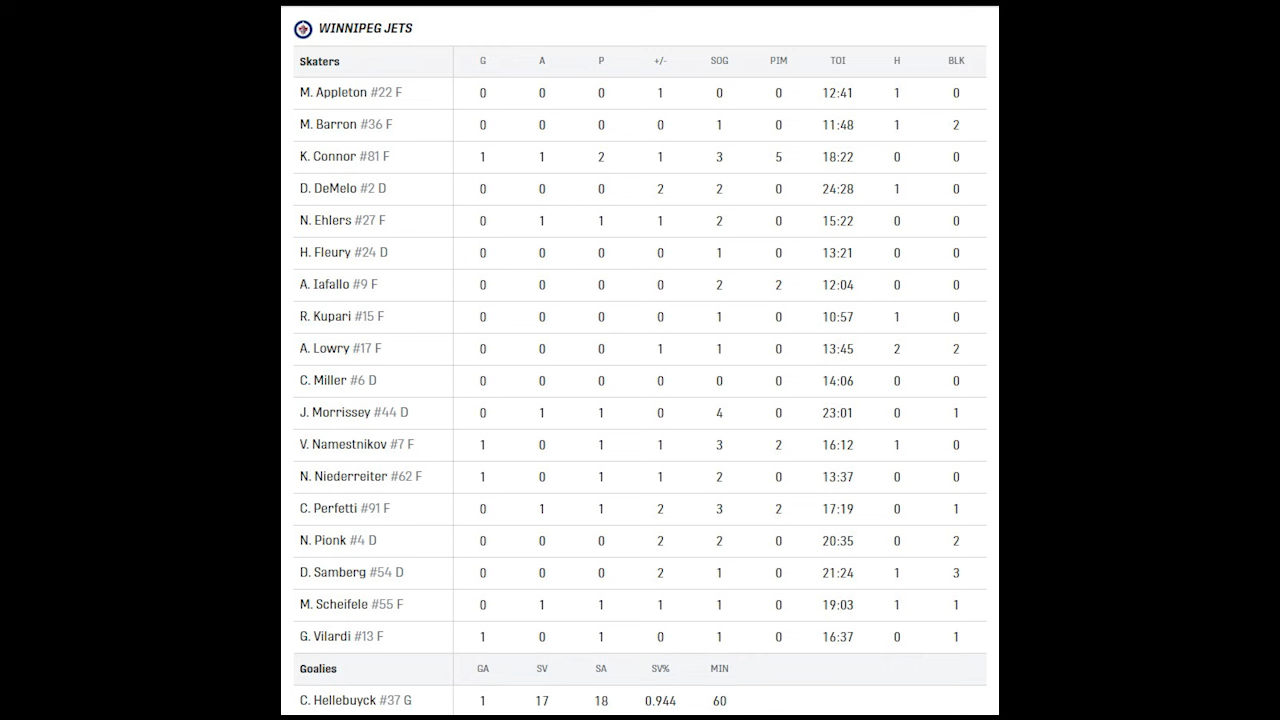 WINNIPEG JETS
Skaters G A P +/- SOG PIM TOI H BLK
M. Appleton #22 F 0 0 0 1 0 0 12:41 1 0
M. Barron #36 F 0 0 0 0 1 0 11:48 1 2
K. Connor #81 F 1 1 2 1 3 5 18:22 0 0
D. DeMelo #2 D 0 0 0 2 2 0 24:28 1 0
N. Ehlers #27 F 0 1 1 1 2 0 15:22 0 0
H. Fleury #24 D 0 0 0 0 1 0 13:21 0 0
A. Iafallo #9 F 0 0 0 0 2 2 12:04 0 0
R. Kupari #15 F 0 0 0 0 1 0 10:57 1 0
A. Lowry #17 F 0 0 0 1 1 0 13:45 2 2
C. Miller #6 D 0 0 0 0 0 0 14:06 0 0
J. Morrissey #44 D 0 1 1 0 4 0 23:01 0 1
V. Namestnikov #7 F 1 0 1 1 3 2 16:12 1 0
N. Niederreiter #62 F 1 0 1 1 2 0 13:37 0 0
C. Perfetti #91 F 0 1 1 2 3 2 17:19 0 1
N. Pionk #4 D 0 0 0 2 2 0 20:35 0 2
D. Samberg #54 D 0 0 0 2 1 0 21:24 1 3
M. Scheifele #55 F 0 1 1 1 1 0 19:03 1 1
G. Vilardi #13 F 1 0 1 0 1 0 16:37 0 1
Goalies GA SV SA SV% MIN
C. Hellebuyck #37 G 1 17 18 0.944 60